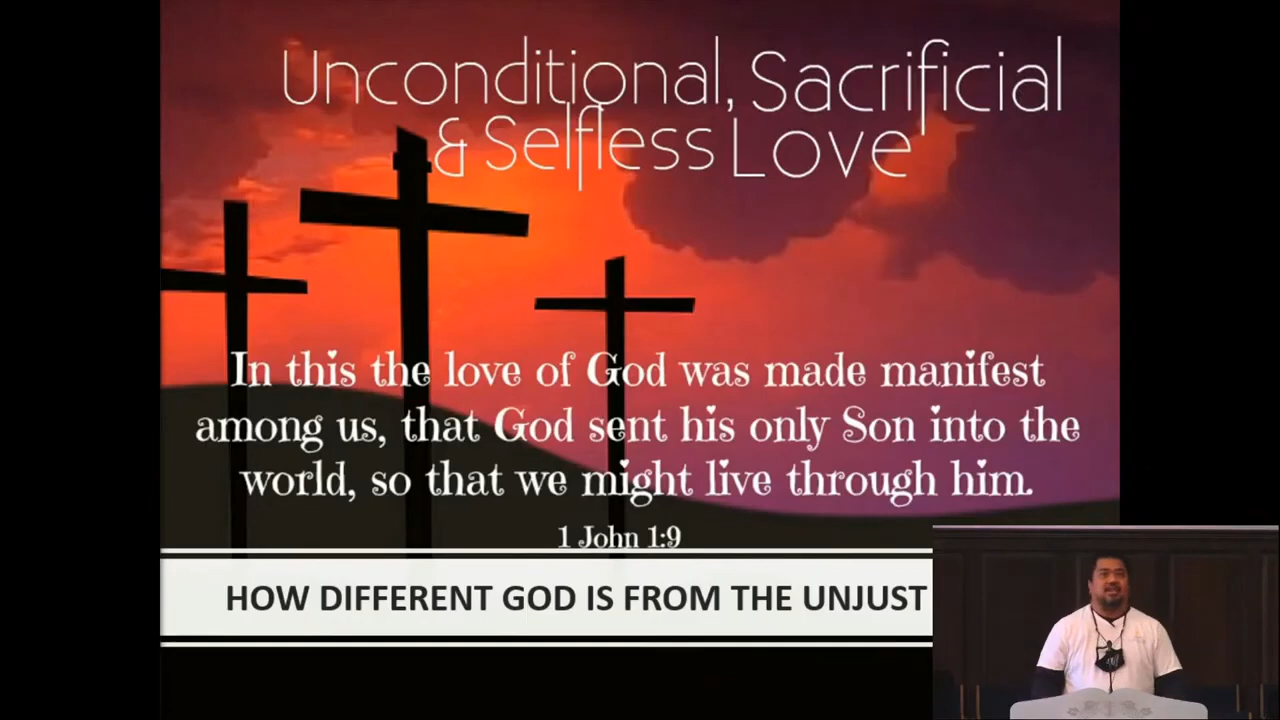 Unconditional, Sacrificial
& Selfless Love
In this the love of God was made manifest
among us, that God sent his only Son into the
world, so that we might live through him.
1 John 1:9
HOW DIFFERENT GOD IS FROM THE UNJUST